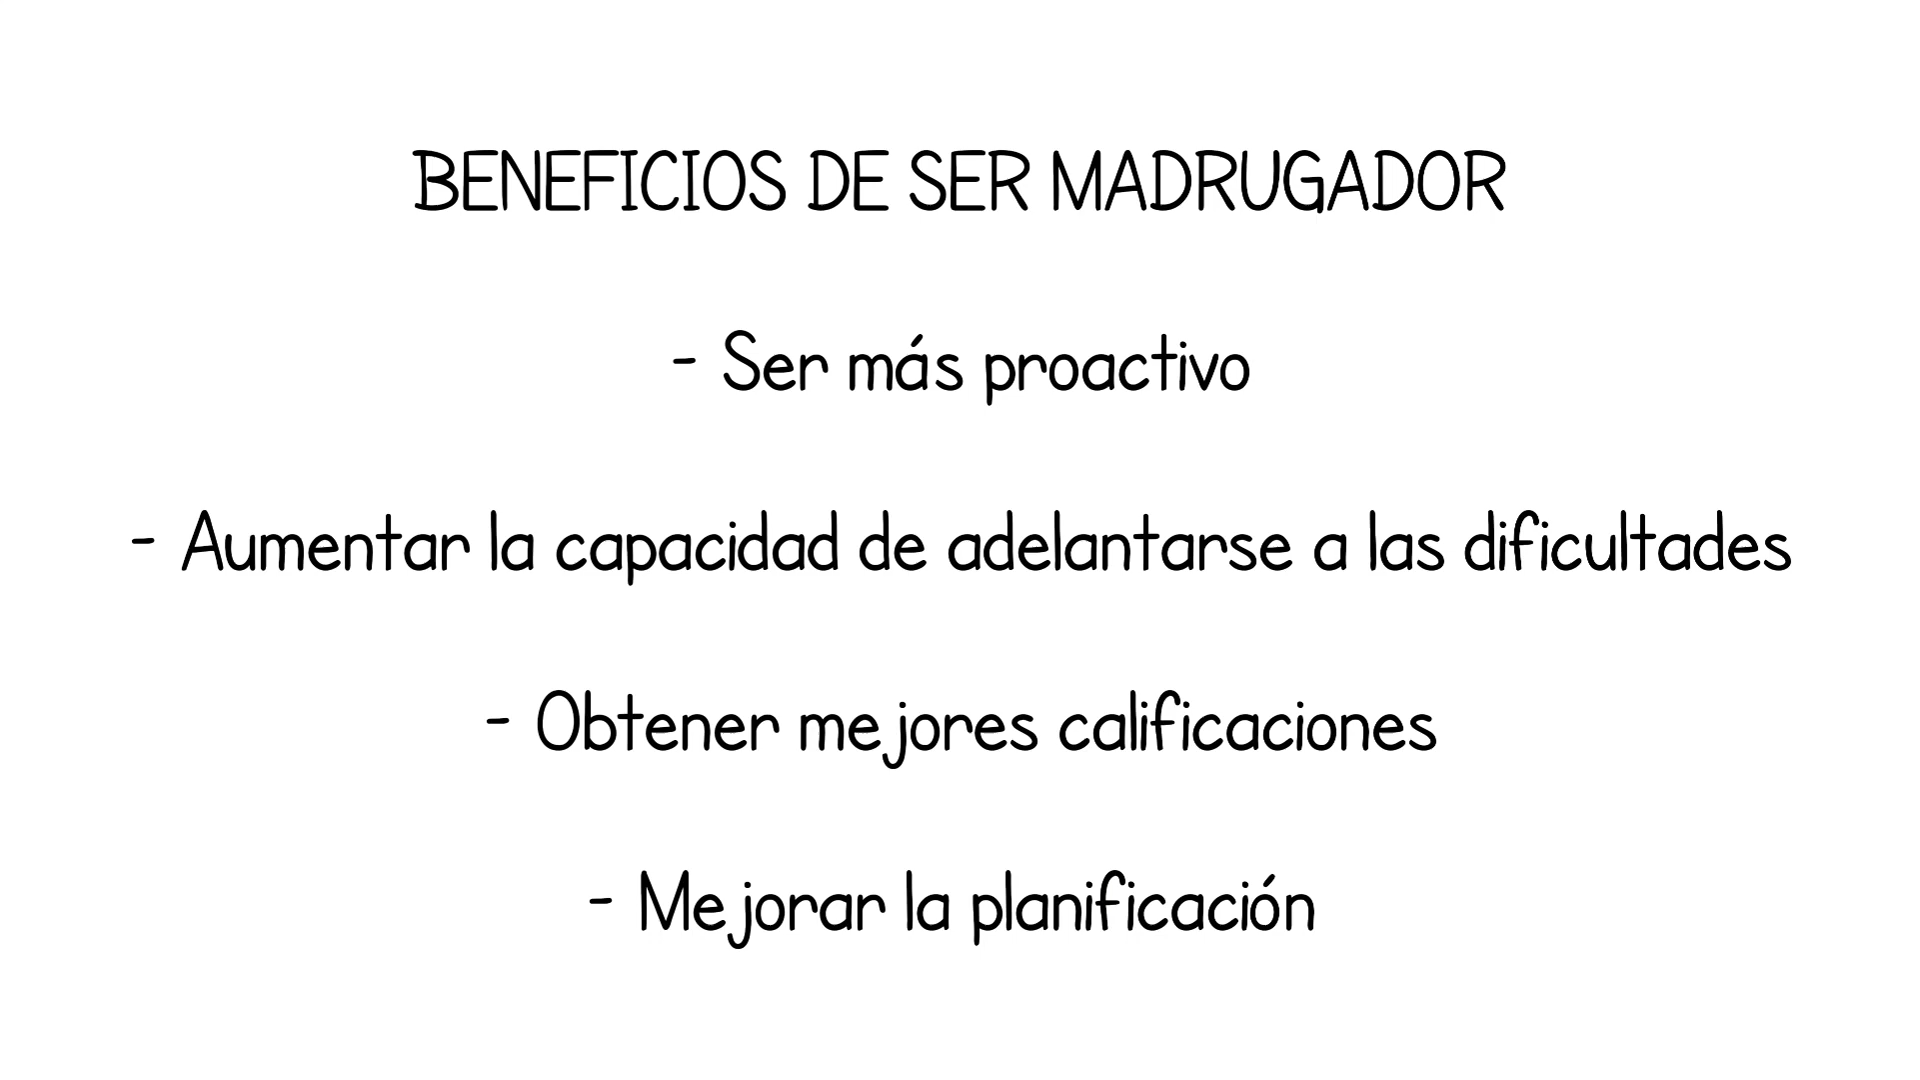 BENEFICIOS DE SER MADRUGADOR
- Ser más proactivo
- Aumentar la capacidad de adelantarse a las dificultades
- Obtener mejores calificaciones
- Mejorar la planificación